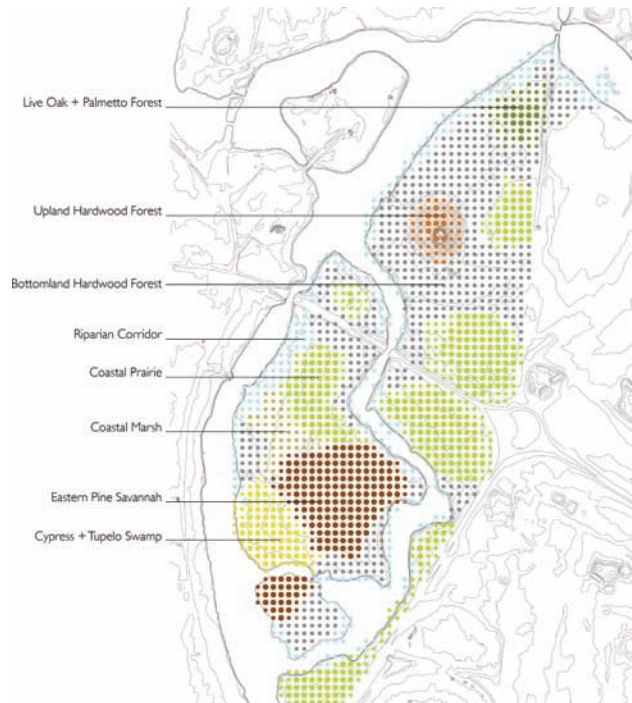 Live Oak + Palmetto Forest
Upland Hardwood Forest
Bottomland Hardwood Forest
Riparian Corridor
Coastal Prairie
Coastal Marsh
Eastern Pine Savannah
Cypress + Tupelo Swamp